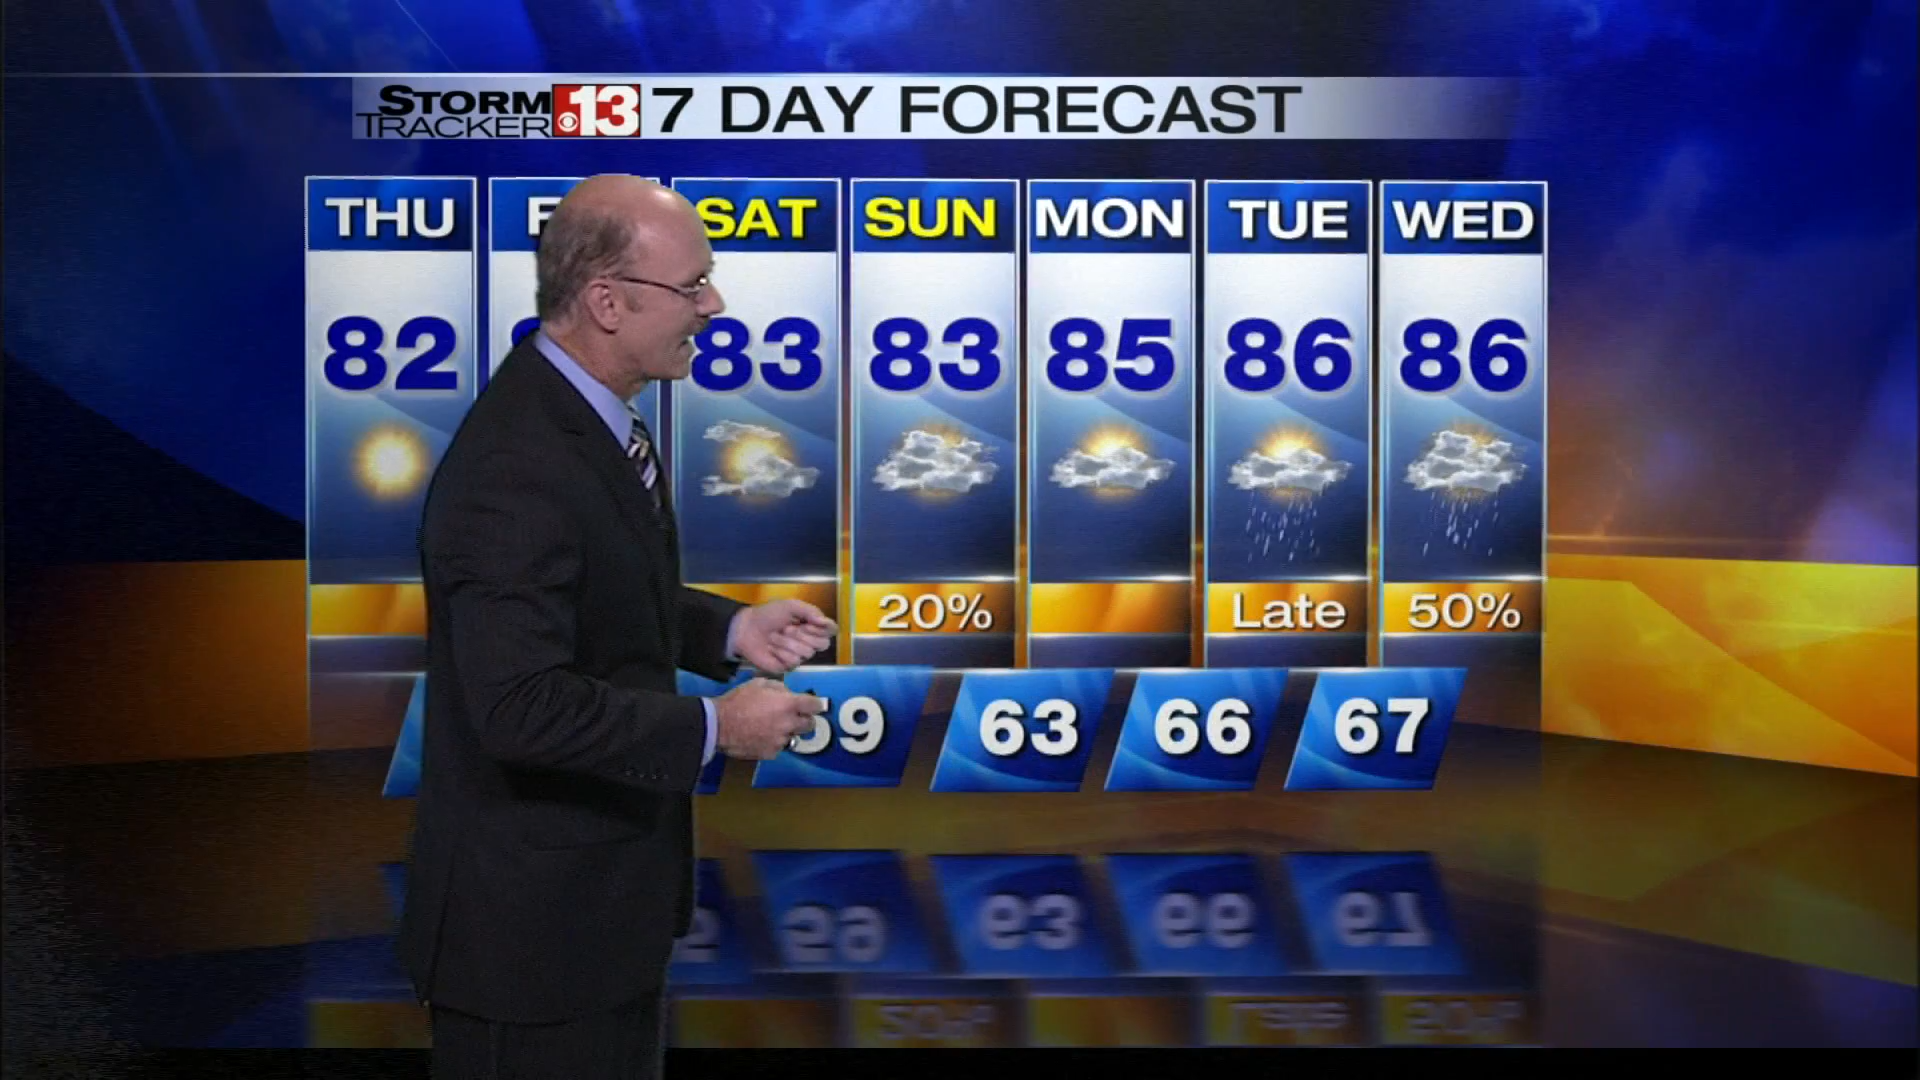 STORM TRACKER 13 7 DAY FORECAST
THU SAT SUN MON TUE WED
82 83 83 85 86 86
20% Late 50%
59 63 66 67